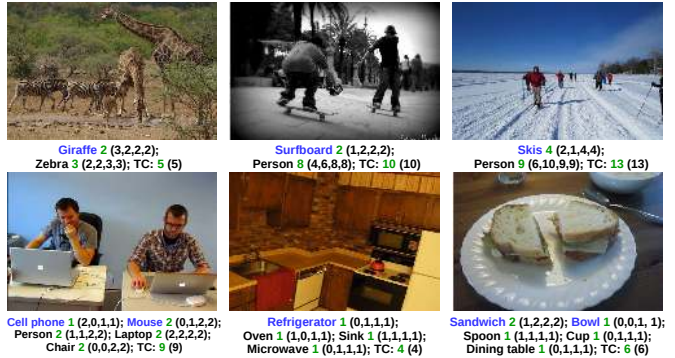 Giraffe 2 (3,2,2,2);
Zebra 3 (2,2,3,3); TC: 5 (5)
Surfboard 2 (1,2,2,2);
Person 8 (4,6,8,8); TC: 10 (10)
Skis 4 (2,1,4,4);
Person 9 (6,10,9,9); TC: 13 (13)
Cell phone 1 (2,0,1,1); Mouse 2 (0,1,2,2);
Person 2 (1,1,2,2); Laptop 2 (2,2,2,2);
Chair 2 (0,0,2,2); TC: 9 (9)
Refrigerator 1 (0,1,1,1);
Oven 1 (1,0,1,1); Sink 1 (1,1,1,1);
Microwave 1 (0,1,1,1); TC: 4 (4)
Sandwich 2 (1,2,2,2); Bowl 1 (0,0,1, 1);
Spoon 1 (1,1,1,1); Cup 1 (0,1,1,1);
Dining table 1 (0,1,1,1); TC: 6 (6)